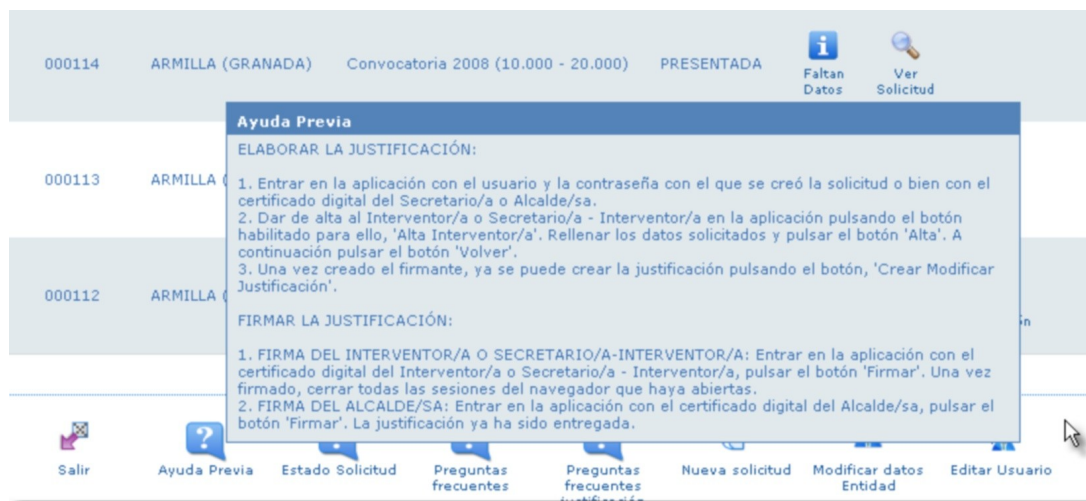 000114 ARMILLA (GRANADA) Convocatoria 2008 (10.000 - 20.000) PRESENTADA Faltan Datos Ver Solicitud
Ayuda Previa
ELABORAR LA JUSTIFICACIÓN:
1. Entrar en la aplicación con el usuario y la contraseña con el que se creó la solicitud o bien con el
certificado digital del Secretario/a o Alcalde/sa.
2. Dar de alta al Interventor/a o Secretario/a - Interventor/a en la aplicación pulsando el botón
habilitado para ello, 'Alta Interventor/a'. Rellenar los datos solicitados y pulsar el botón 'Alta'. A
continuación pulsar el botón 'Volver'.
3. Una vez creado el firmante, ya se puede crear la justificación pulsando el botón, 'Crear Modificar
Justificación'.
FIRMAR LA JUSTIFICACIÓN:
1. FIRMA DEL INTERVENTOR/A O SECRETARIO/A-INTERVENTOR/A: Entrar en la aplicación con el
certificado digital del Interventor/a o Secretario/a - Interventor/a, pulsar el botón 'Firmar'. Una vez
firmado, cerrar todas las sesiones del navegador que haya abiertas.
2. FIRMA DEL ALCALDE/SA: Entrar en la aplicación con el certificado digital del Alcalde/sa, pulsar el
botón 'Firmar'. La justificación ya ha sido entregada.
000113 ARMILLA (
000112 ARMILLA (
Salir Ayuda Previa Estado Solicitud Preguntas frecuentes Preguntas frecuentes justificación Nueva solicitud Modificar datos Entidad Editar Usuario